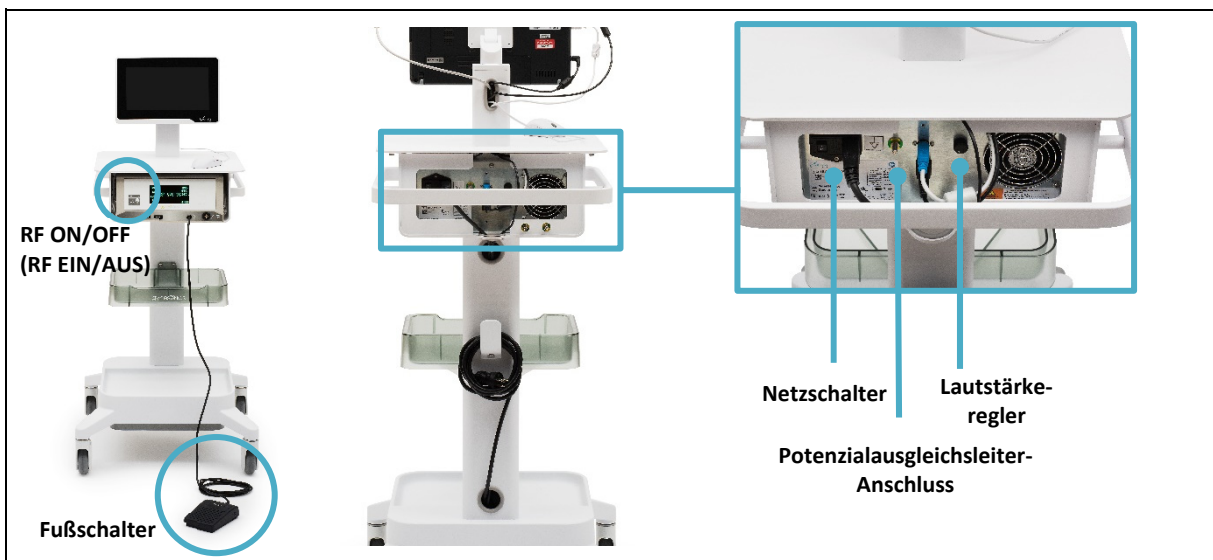 RF ON/OFF
(RF EIN/AUS)
Fußschalter
Netzschalter
Lautstärke-
regler
Potenzialausgleichsleiter-
Anschluss